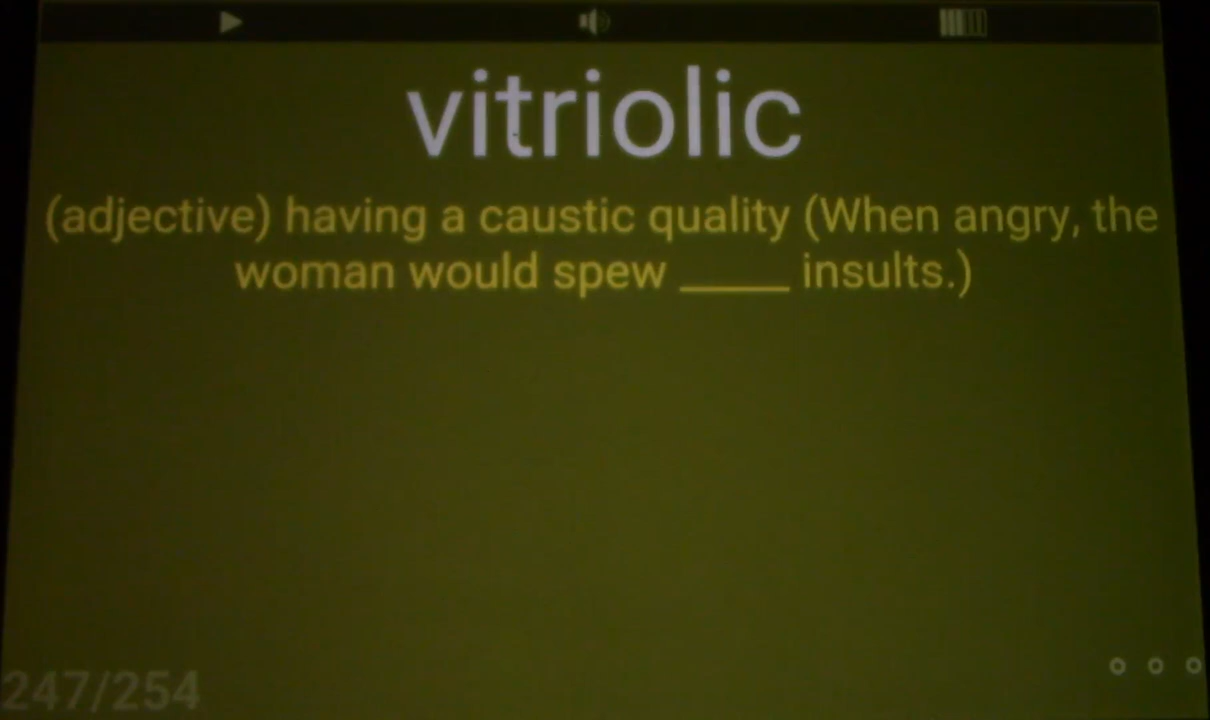 vitriolic
(adjective) having a caustic quality (When angry, the
woman would spew _____ insults.)
247/254